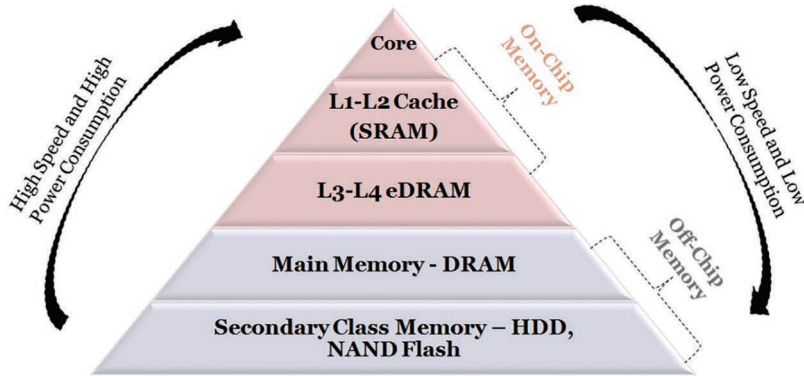 High Speed and High
Power Consumption
Core
L1-L2 Cache
(SRAM)
L3-L4 eDRAM
Main Memory - DRAM
Secondary Class Memory – HDD,
NAND Flash
On-Chip
Memory
Off-Chip
Memory
Low Speed and Low
Power Consumption